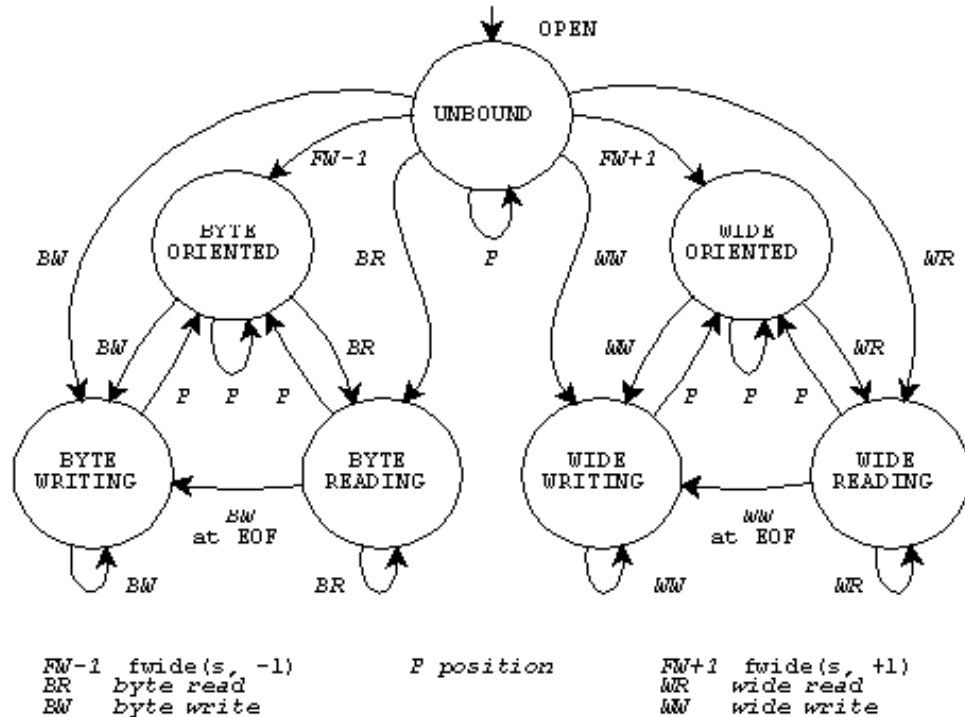 OPEN
UNBOUND
FW-1
FW+1
BYTE
ORIENTED
WIDE
ORIENTED
BW
BR
P
WW
WR
BW
BR
WW
WR
P
P
P
P
P
P
BYTE
WRITING
BYTE
READING
WIDE
WRITING
WIDE
READING
BW
at EOF
WW
at EOF
BW
BR
WW
WR
FW-1 fwide(s, -1)
P position
FW+1 fwide(s, +1)
BR byte read
WR wide read
BW byte write
WW wide write